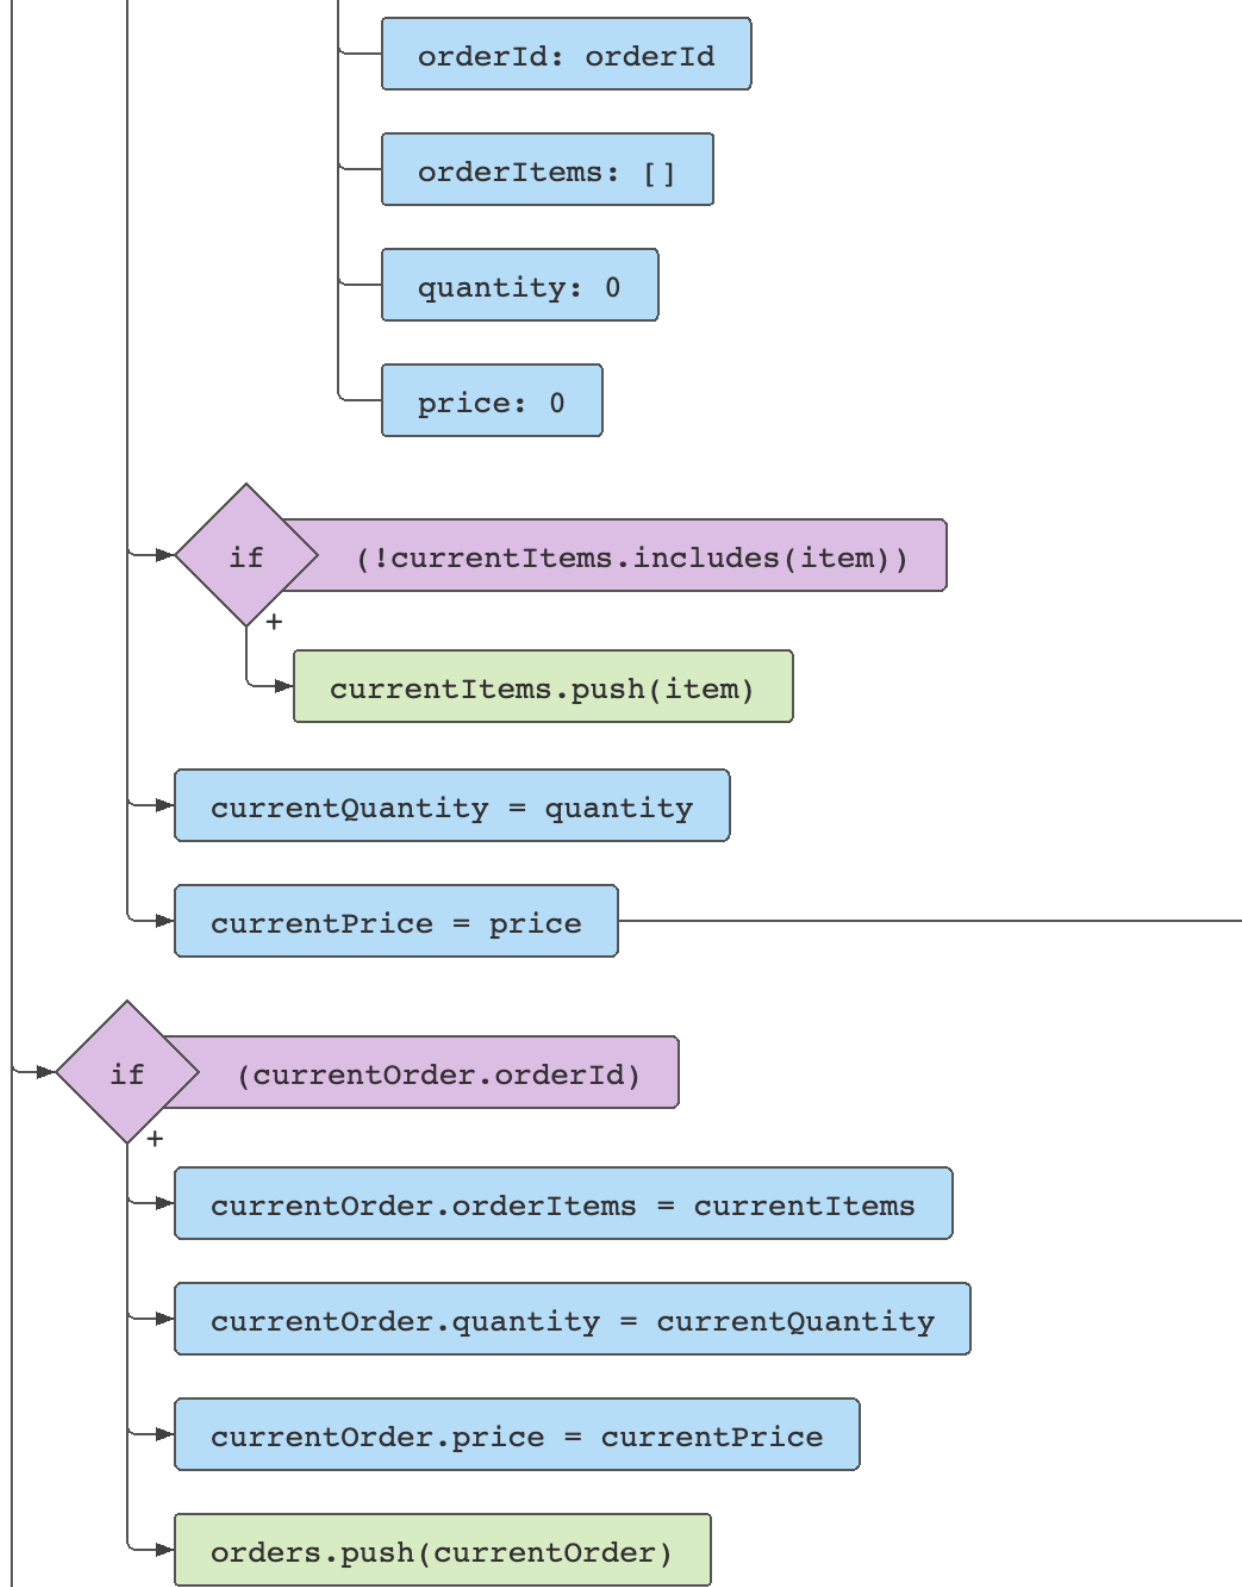 orderId: orderId
orderItems: []
quantity: 0
price: 0
if (!currentItems.includes(item))
+
currentItems.push(item)
currentQuantity = quantity
currentPrice = price
if (currentOrder.orderId)
+
currentOrder.orderItems = currentItems
currentOrder.quantity = currentQuantity
currentOrder.price = currentPrice
orders.push(currentOrder)